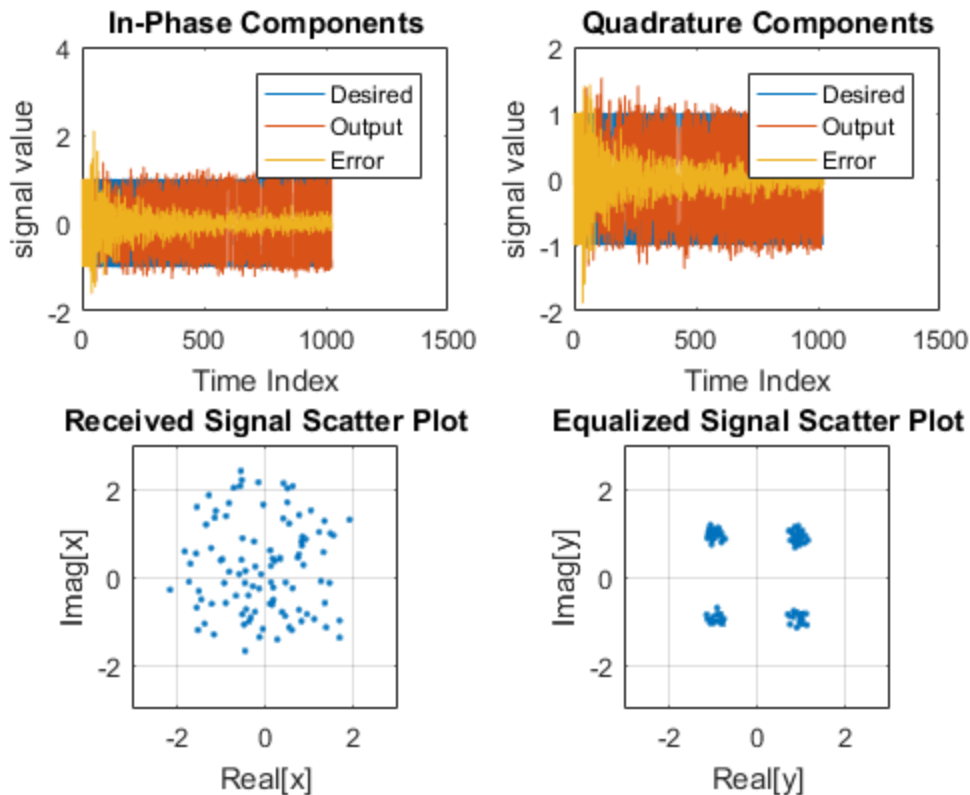 In-Phase Components
4
2
0
-2
signal value
Desired
Output
Error
0
500
1000
1500
Time Index
Quadrature Components
2
1
0
-1
-2
signal value
Desired
Output
Error
0
500
1000
1500
Time Index
Received Signal Scatter Plot
2
0
-2
Imag[x]
-2
0
2
Real[x]
Equalized Signal Scatter Plot
2
0
-2
Imag[y]
-2
0
2
Real[y]